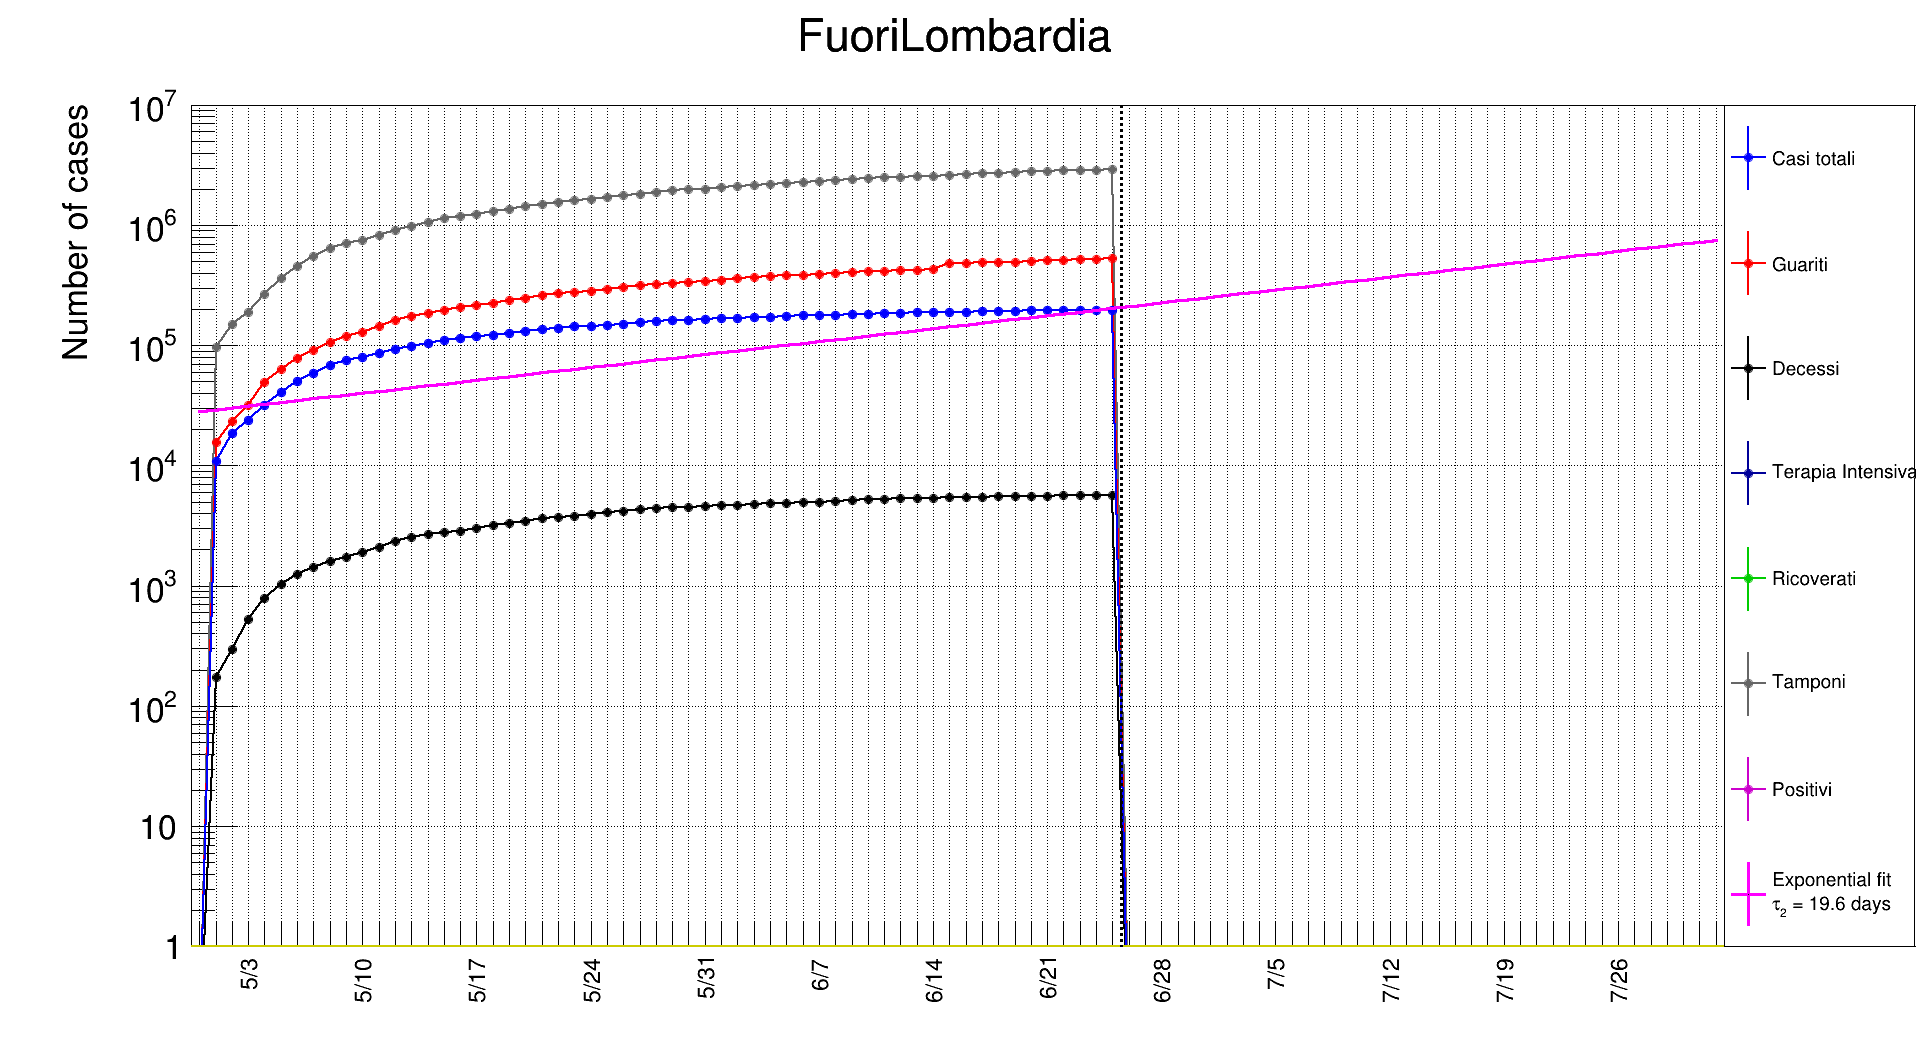 FuoriLombardia
Number of cases
10^7
10^6
10^5
10^4
10^3
10^2
10
1
5/3
5/10
5/17
5/24
5/31
6/7
6/14
6/21
6/28
7/5
7/12
7/19
7/26
Casi totali
Guariti
Decessi
Terapia Intensiva
Ricoverati
Tamponi
Positivi
Exponential fit
τ_2 = 19.6 days